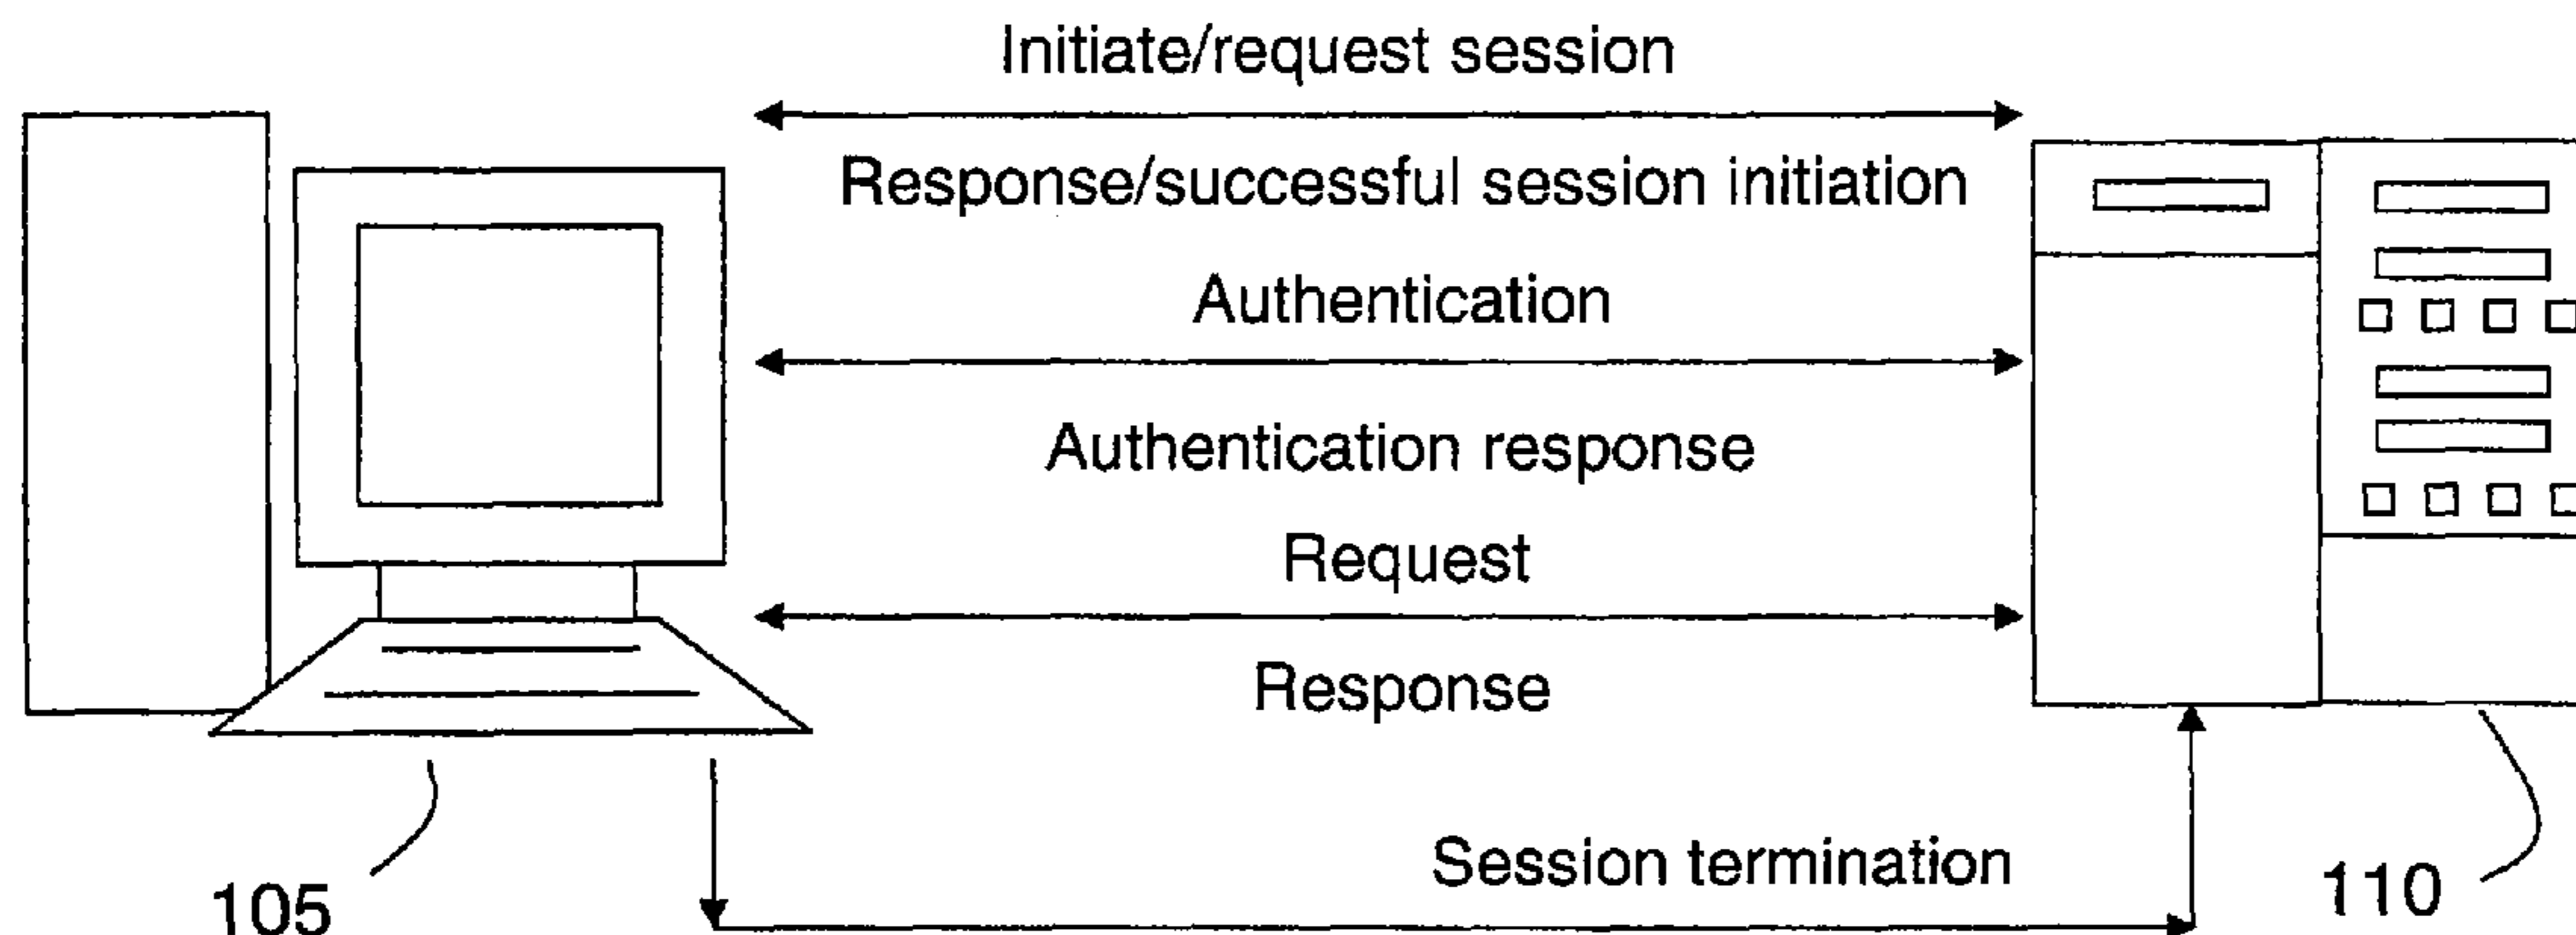 Initiate/request session
Response/successful session initiation
Authentication
Authentication response
Request
Response
Session termination
105
110